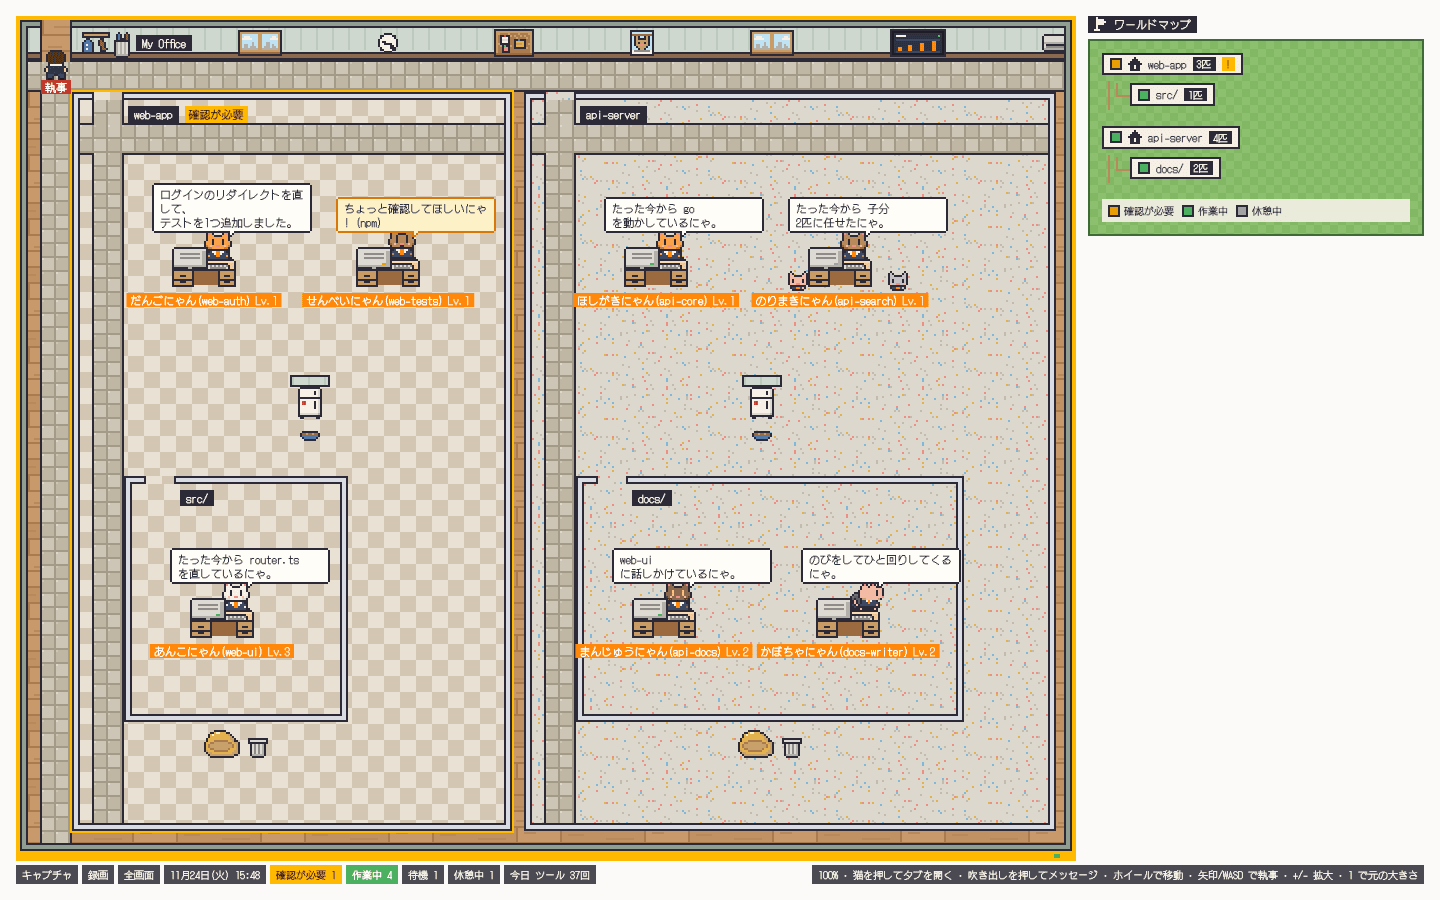 My Office
執事
web-app 確認が必要
ログインのリダイレクトを直
して、
テストを1つ追加しました。
ちょっと確認してほしいにゃ
! (npm)
だんごにゃん(web-auth) Lv.1
せんべいにゃん(web-tests) Lv.1
src/
たった今から router.ts
を直しているにゃ。
あんこにゃん(web-ui) Lv.3
api-server
たった今から go
を動かしているにゃ。
たった今から 子分
2匹に任せたにゃ。
ほしがきにゃん(api-core) Lv.1
のりまきにゃん(api-search) Lv.1
docs/
web-ui
に話しかけているにゃ。
のびをしてひと回りしてくる
にゃ。
まんじゅうにゃん(api-docs) Lv.2
かぼちゃにゃん(docs-writer) Lv.2
ワールドマップ
web-app 3匹 !
src/ 1匹
api-server 4匹
docs/ 2匹
確認が必要 作業中 休憩中
キャプチャ 録画 全画面 11月24日(火) 15:48 確認が必要 1 作業中 4 待機 1 休憩中 1 今日 ツール 37回
100% · 猫を押してタブを開く · 吹き出しを押してメッセージ · ホイールで移動 · 矢印/WASD で執事 · +/- 拡大 · 1 で元の大きさ